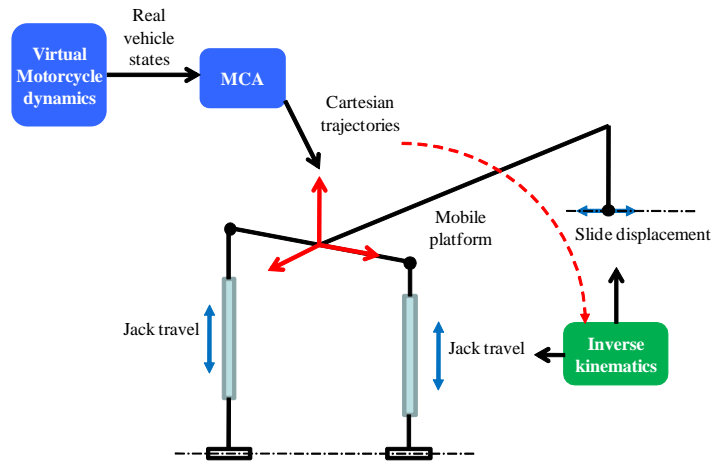 Real
vehicle
states
Virtual
Motorcycle
dynamics
MCA
Cartesian
trajectories
Mobile
platform
Slide displacement
Jack travel
Jack travel
Inverse
kinematics